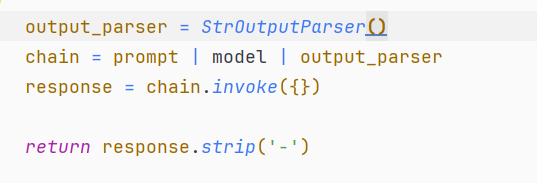 output_parser = StrOutputParser()
chain = prompt | model | output_parser
response = chain.invoke({})
return response.strip('-')